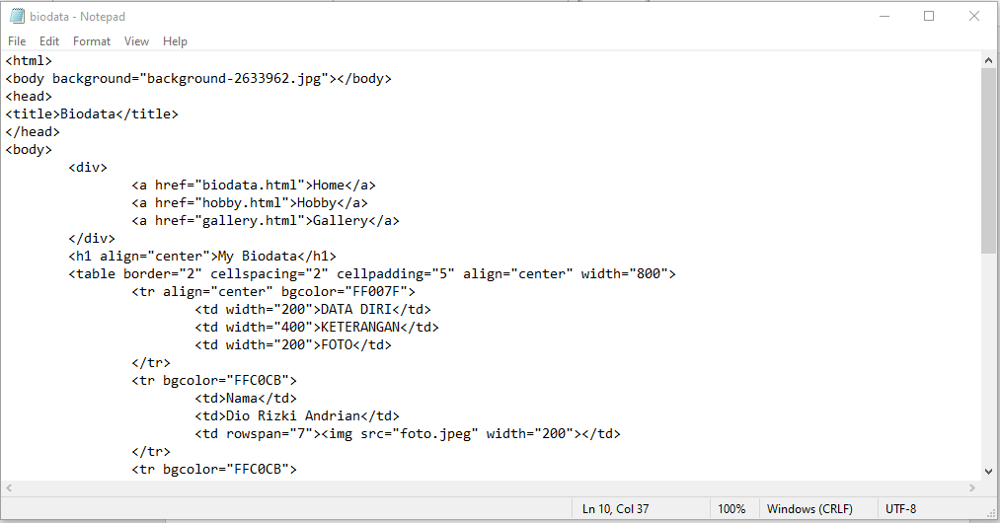 biodata - Notepad
File Edit Format View Help
<html>
<body background="background-2633962.jpg"></body>
<head>
<title>Biodata</title>
</head>
<body>
<div>
<a href="biodata.html">Home</a>
<a href="hobby.html">Hobby</a>
<a href="gallery.html">Gallery</a>
</div>
<h1 align="center">My Biodata</h1>
<table border="2" cellspacing="2" cellpadding="5" align="center" width="800">
<tr align="center" bgcolor="FF007F">
<td width="200">DATA DIRI</td>
<td width="400">KETERANGAN</td>
<td width="200">FOTO</td>
</tr>
<tr bgcolor="FFC0CB">
<td>Nama</td>
<td>Dio Rizki Andrian</td>
<td rowspan="7"><img src="foto.jpeg" width="200"></td>
</tr>
<tr bgcolor="FFC0CB">
Ln 10, Col 37 100% Windows (CRLF) UTF-8